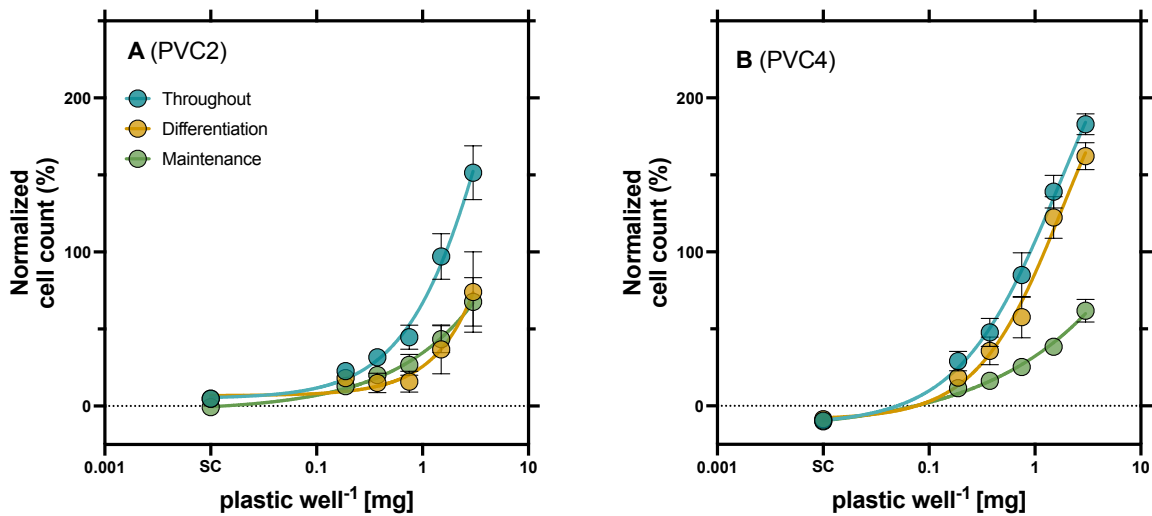 A (PVC2)
Throughout
Differentiation
Maintenance
Normalized
cell count (%)
200
100
0
0.001
SC
0.1
1
10
plastic well⁻¹ [mg]
B (PVC4)
Normalized
cell count (%)
200
100
0
0.001
SC
0.1
1
10
plastic well⁻¹ [mg]